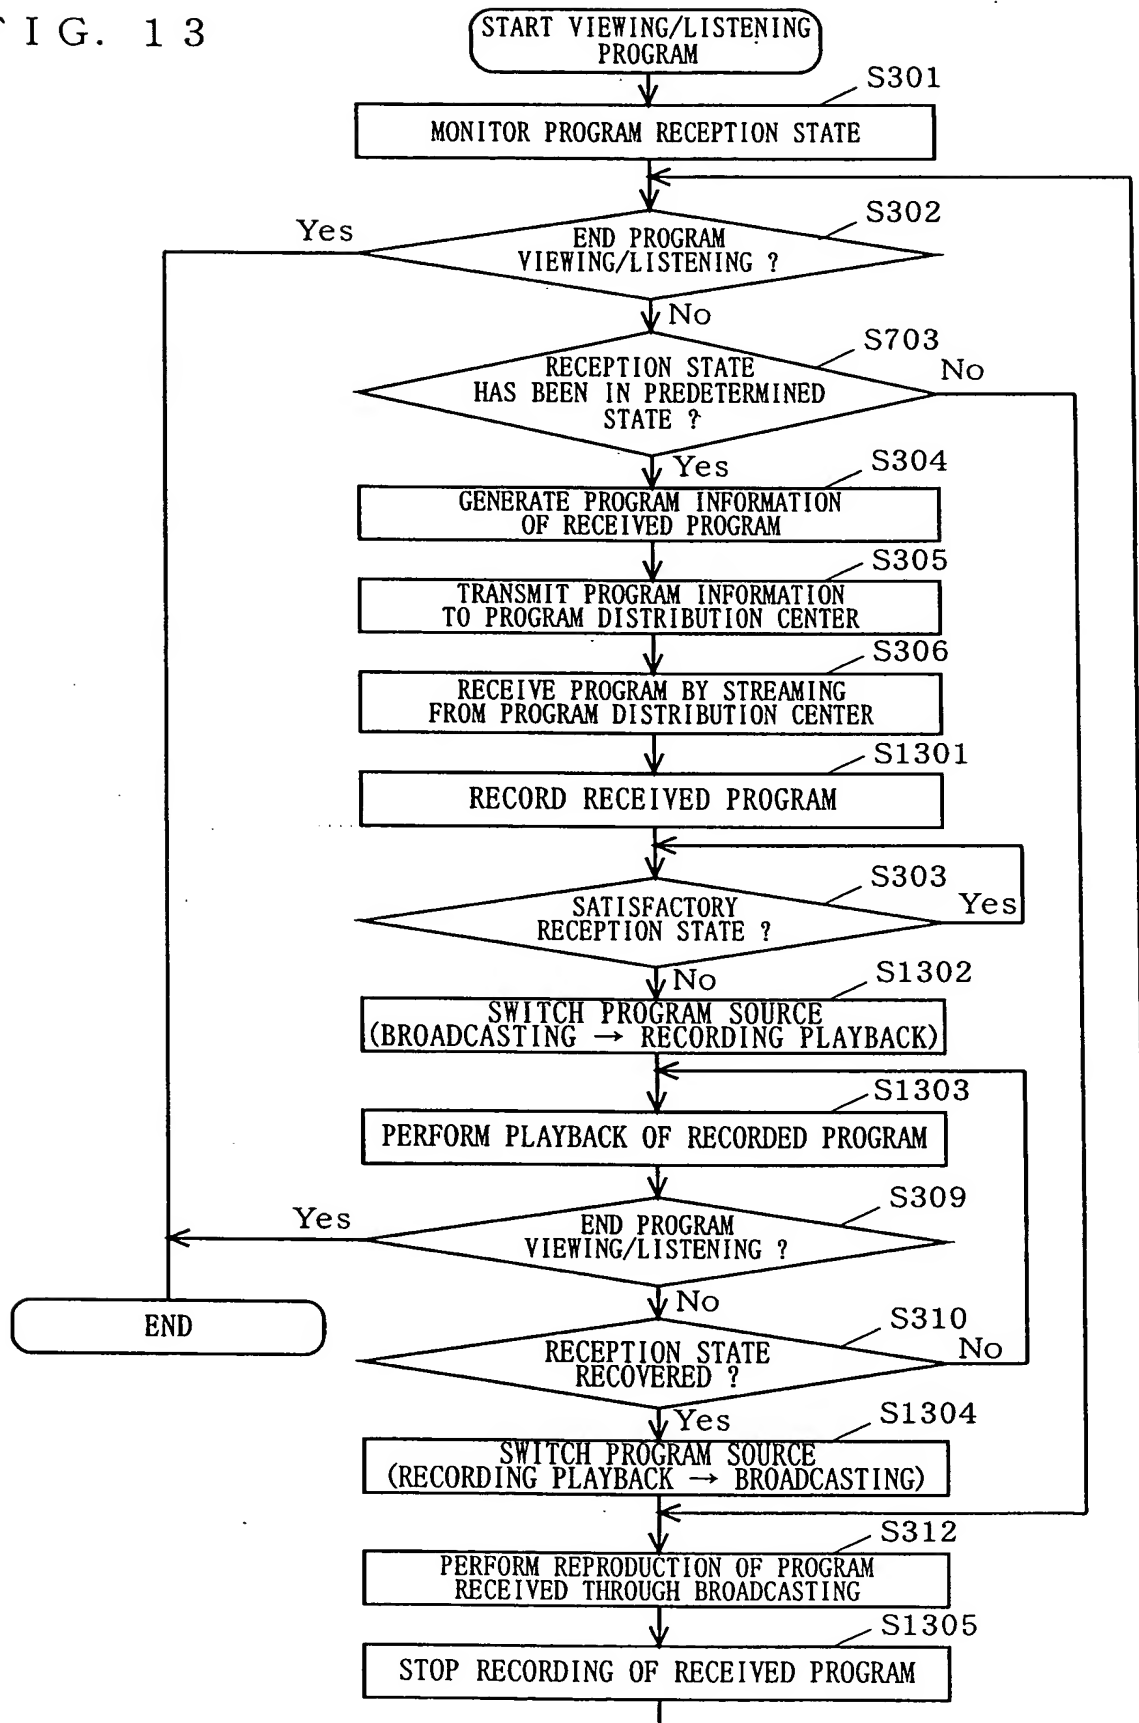 I G. 13
START VIEWING/LISTENING
PROGRAM
S301
MONITOR PROGRAM RECEPTION STATE
S302
Yes
END PROGRAM
VIEWING/LISTENING ?
No
S703
RECEPTION STATE
HAS BEEN IN PREDETERMINED
STATE ?
No
Yes
S304
GENERATE PROGRAM INFORMATION
OF RECEIVED PROGRAM
S305
TRANSMIT PROGRAM INFORMATION
TO PROGRAM DISTRIBUTION CENTER
S306
RECEIVE PROGRAM BY STREAMING
FROM PROGRAM DISTRIBUTION CENTER
S1301
RECORD RECEIVED PROGRAM
S303
SATISFACTORY
RECEPTION STATE ?
Yes
No
S1302
SWITCH PROGRAM SOURCE
(BROADCASTING → RECORDING PLAYBACK)
S1303
PERFORM PLAYBACK OF RECORDED PROGRAM
S309
Yes
END PROGRAM
VIEWING/LISTENING ?
No
END
S310
RECEPTION STATE
RECOVERED ?
No
Yes
S1304
SWITCH PROGRAM SOURCE
(RECORDING PLAYBACK → BROADCASTING)
S312
PERFORM REPRODUCTION OF PROGRAM
RECEIVED THROUGH BROADCASTING
S1305
STOP RECORDING OF RECEIVED PROGRAM